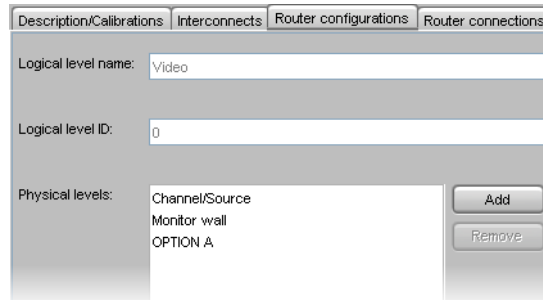 Description/Calibrations Interconnects Router configurations Router connections
Logical level name: Video
Logical level ID: 0
Physical levels: Channel/Source Add
Monitor wall
OPTION A Remove